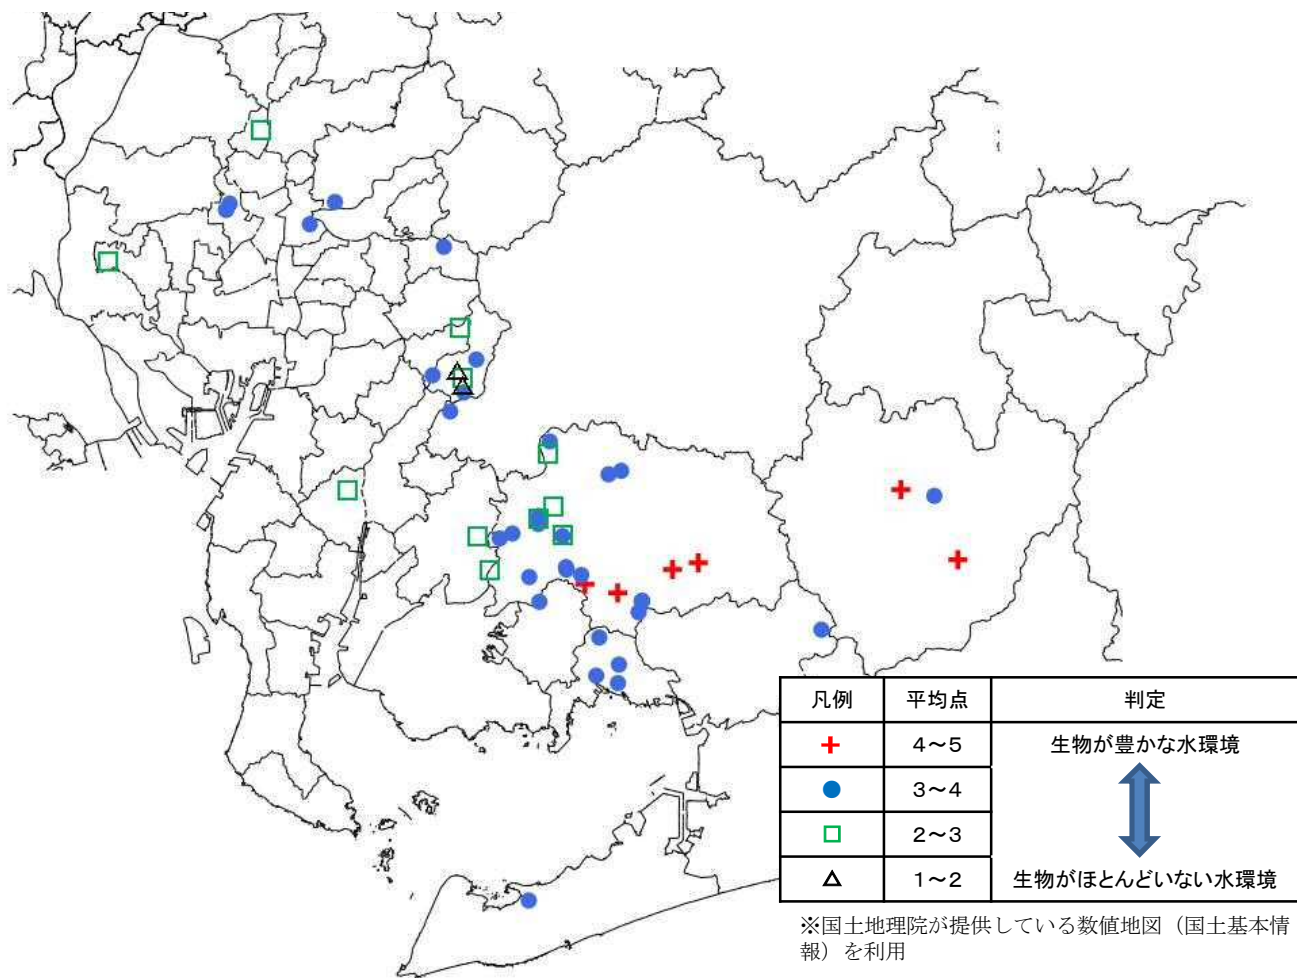 凡例 平均点 判定
4～5 生物が豊かな水環境
3～4
2～3
1～2 生物がほとんどいない水環境
※国土地理院が提供している数値地図（国土基本情
報）を利用